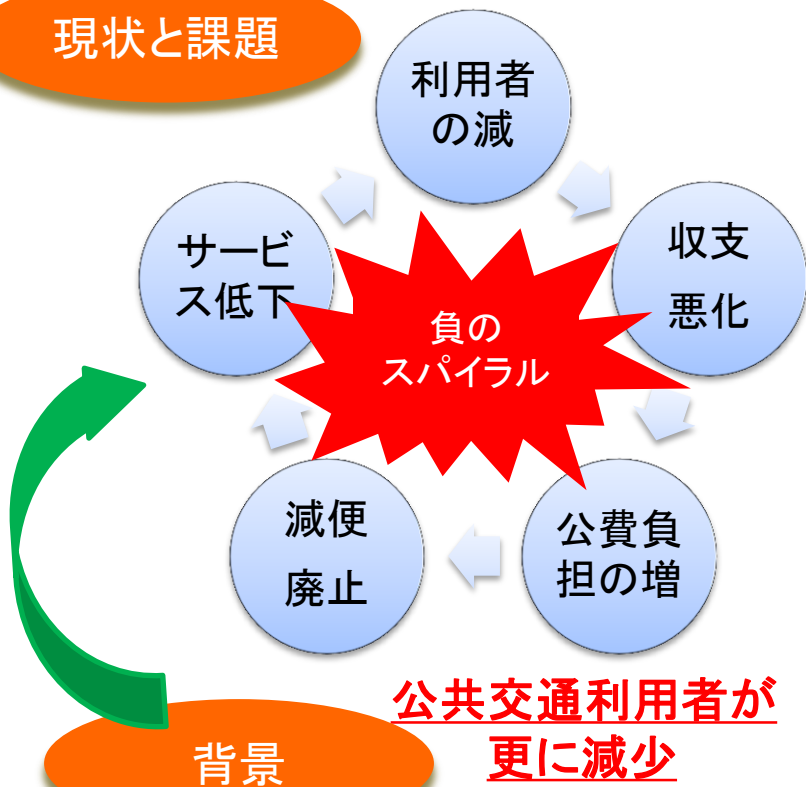 現状と課題
利用者
の減
収支
悪化
公費負
担の増
減便
廃止
サービ
ス低下
負の
スパイラル
公共交通利用者が
更に減少
背景